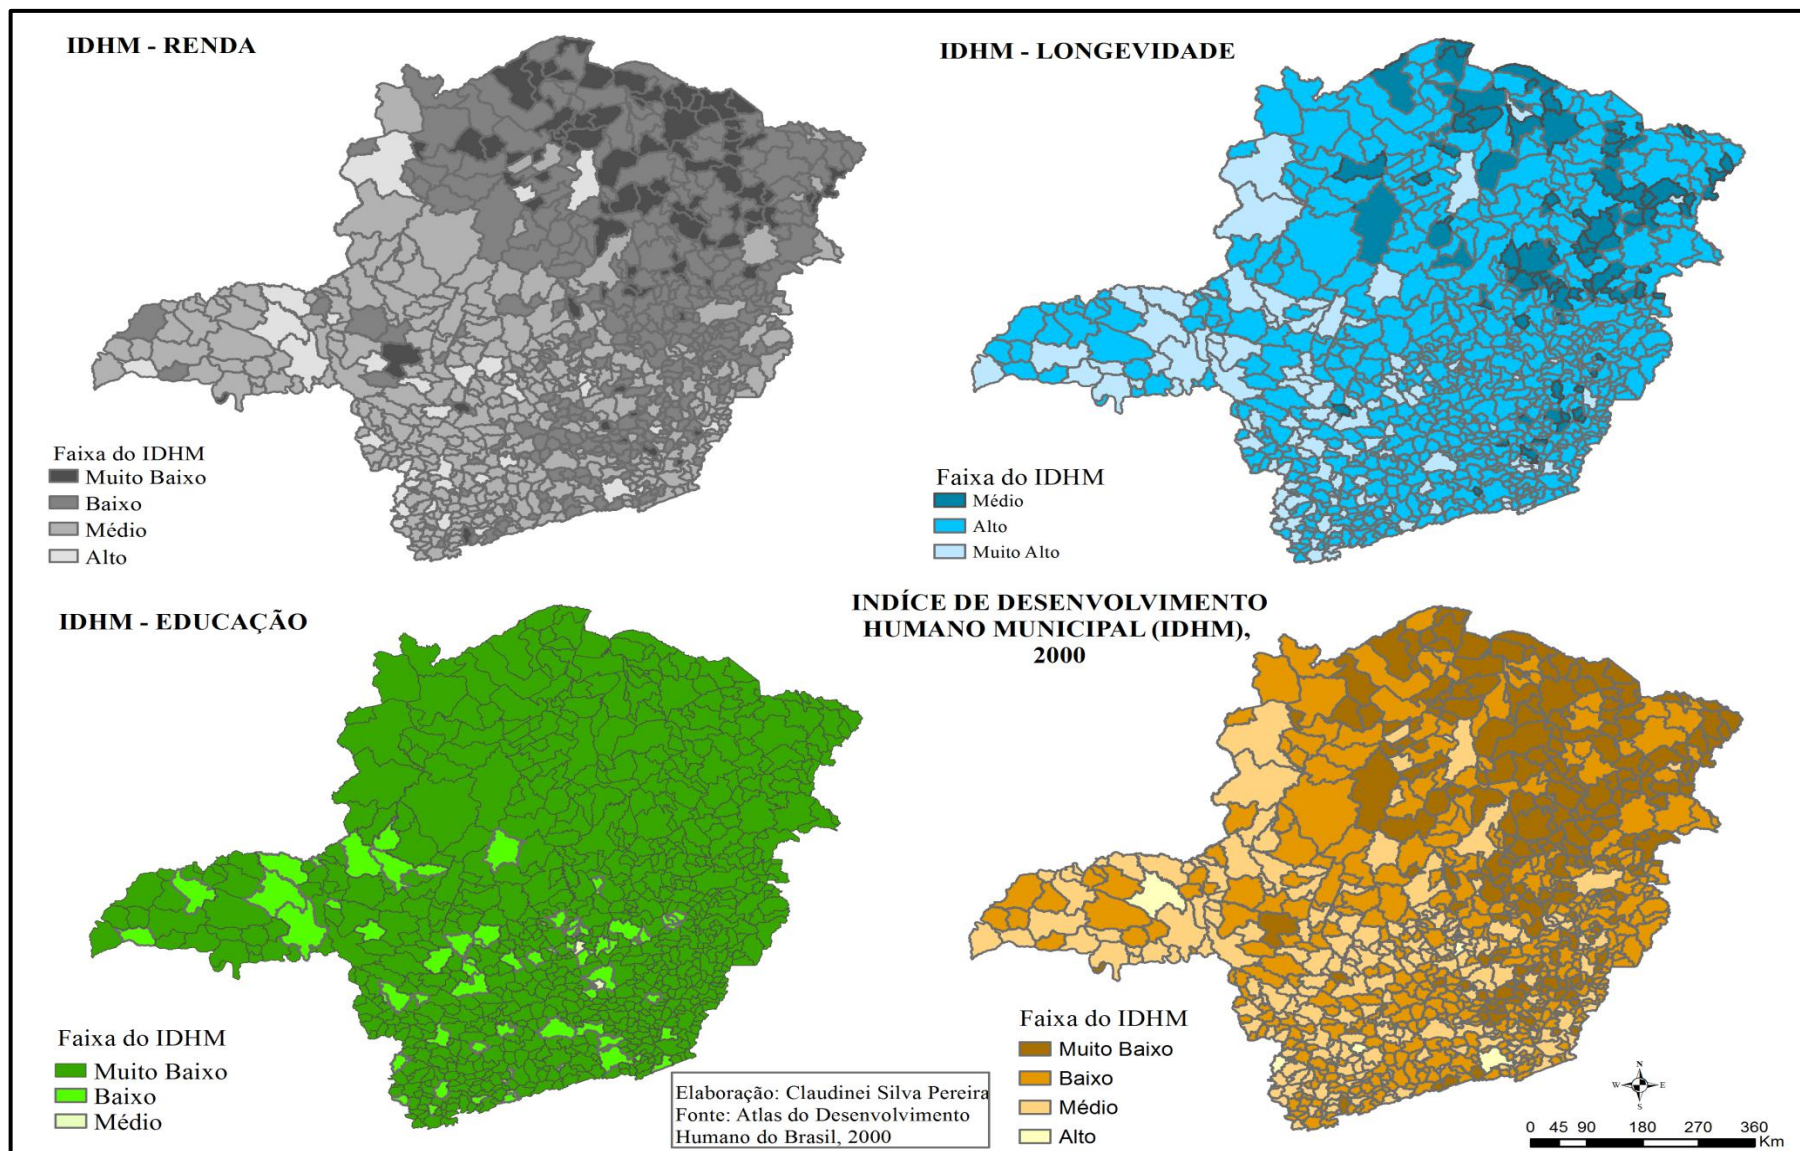 IDHM - RENDA
Faixa do IDHM
Muito Baixo
Baixo
Médio
Alto
IDHM - LONGEVIDADE
Faixa do IDHM
Médio
Alto
Muito Alto
IDHM - EDUCAÇÃO
Faixa do IDHM
Muito Baixo
Baixo
Médio
INDÍCE DE DESENVOLVIMENTO
HUMANO MUNICIPAL (IDHM),
2000
Faixa do IDHM
Muito Baixo
Baixo
Médio
Alto
Elaboração: Claudinei Silva Pereira
Fonte: Atlas do Desenvolvimento
Humano do Brasil, 2000
N
W E
S
0 45 90 180 270 360
Km